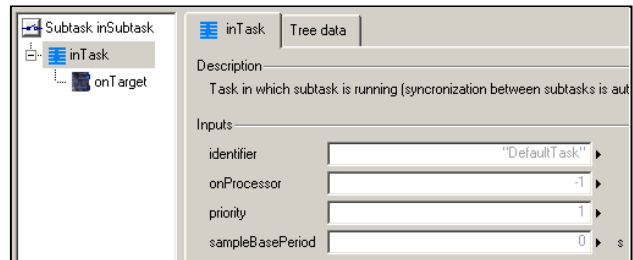 Subtask inSubtask
inTask
onTarget
inTask
Tree data
Description
Task in which subtask is running (syncronization between subtasks is aut
Inputs
identifier "DefaultTask"
onProcessor -1
priority 1
sampleBasePeriod 0 s